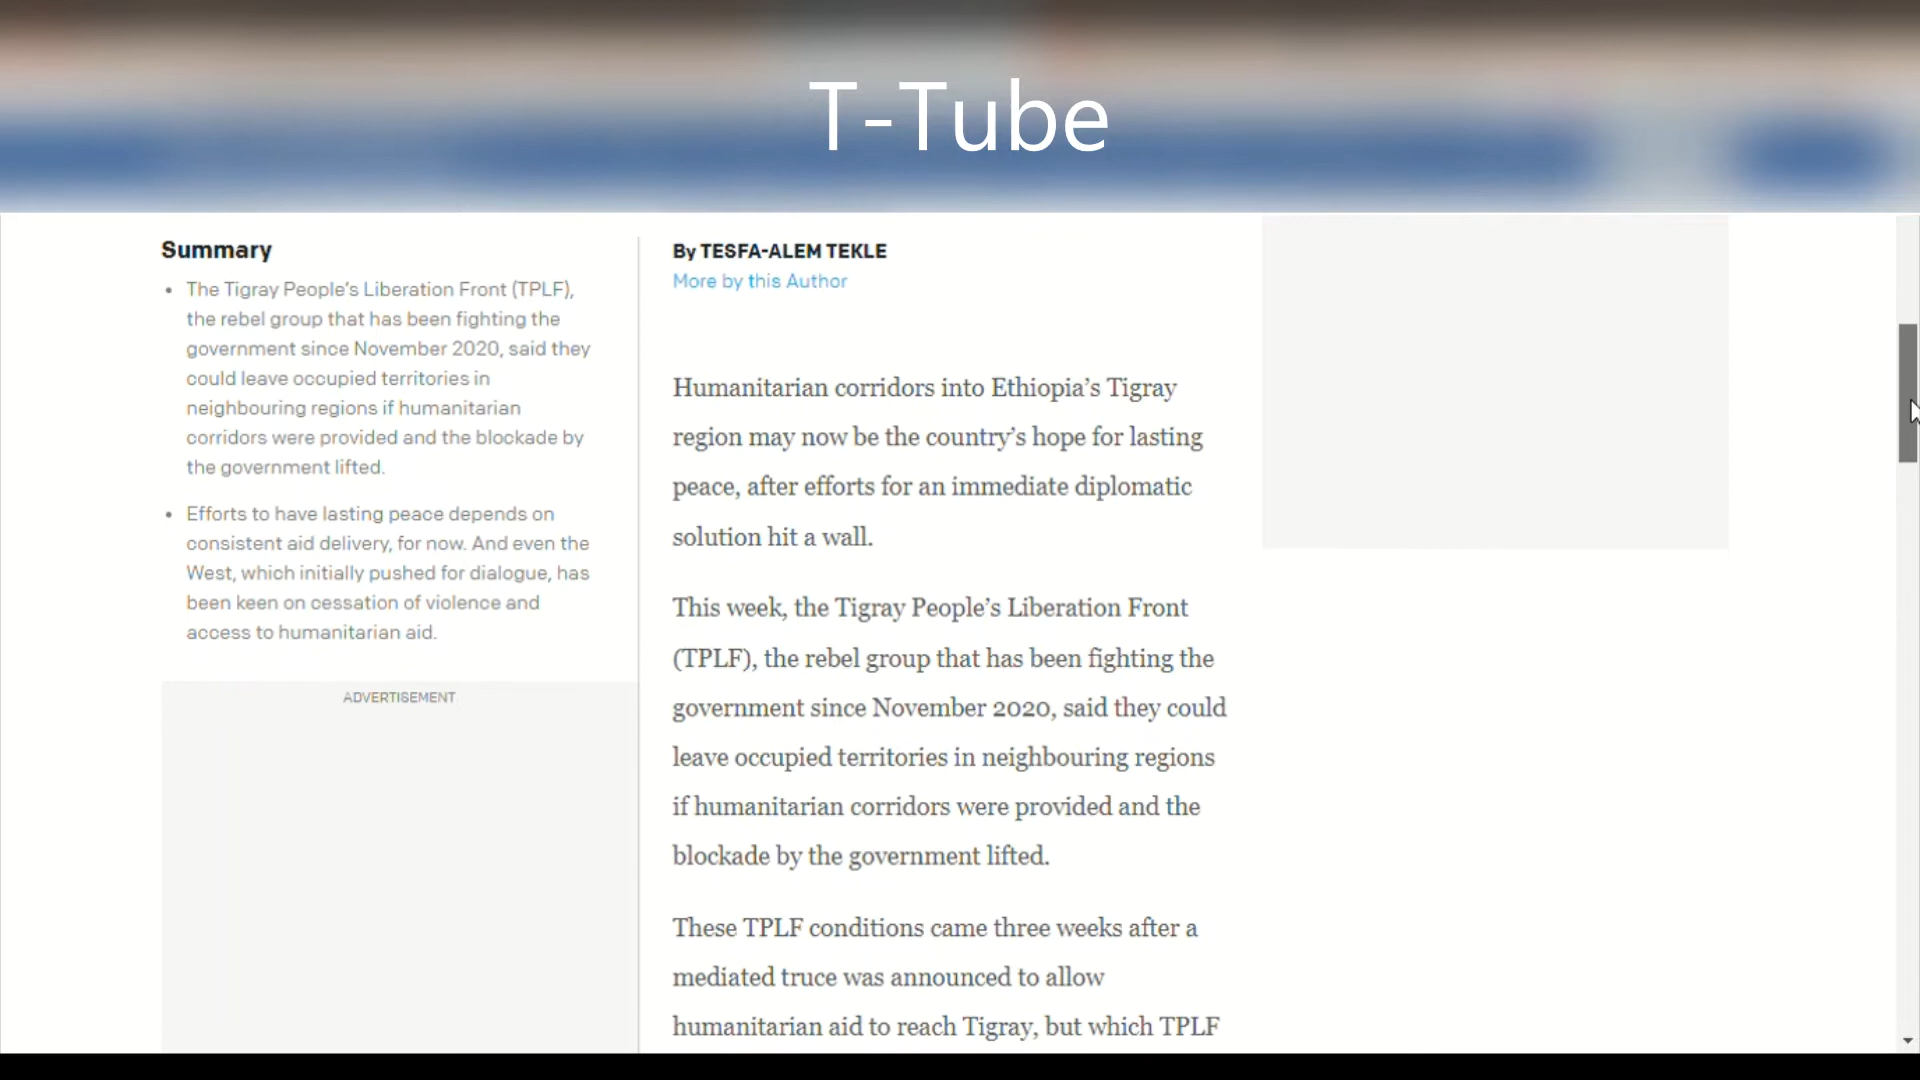 T-Tube
Summary
• The Tigray People's Liberation Front (TPLF),
the rebel group that has been fighting the
government since November 2020, said they
could leave occupied territories in
neighbouring regions if humanitarian
corridors were provided and the blockade by
the government lifted.
• Efforts to have lasting peace depends on
consistent aid delivery, for now. And even the
West, which initially pushed for dialogue, has
been keen on cessation of violence and
access to humanitarian aid.
ADVERTISEMENT
By TESFA-ALEM TEKLE
More by this Author
Humanitarian corridors into Ethiopia’s Tigray
region may now be the country’s hope for lasting
peace, after efforts for an immediate diplomatic
solution hit a wall.
This week, the Tigray People’s Liberation Front
(TPLF), the rebel group that has been fighting the
government since November 2020, said they could
leave occupied territories in neighbouring regions
if humanitarian corridors were provided and the
blockade by the government lifted.
These TPLF conditions came three weeks after a
mediated truce was announced to allow
humanitarian aid to reach Tigray, but which TPLF